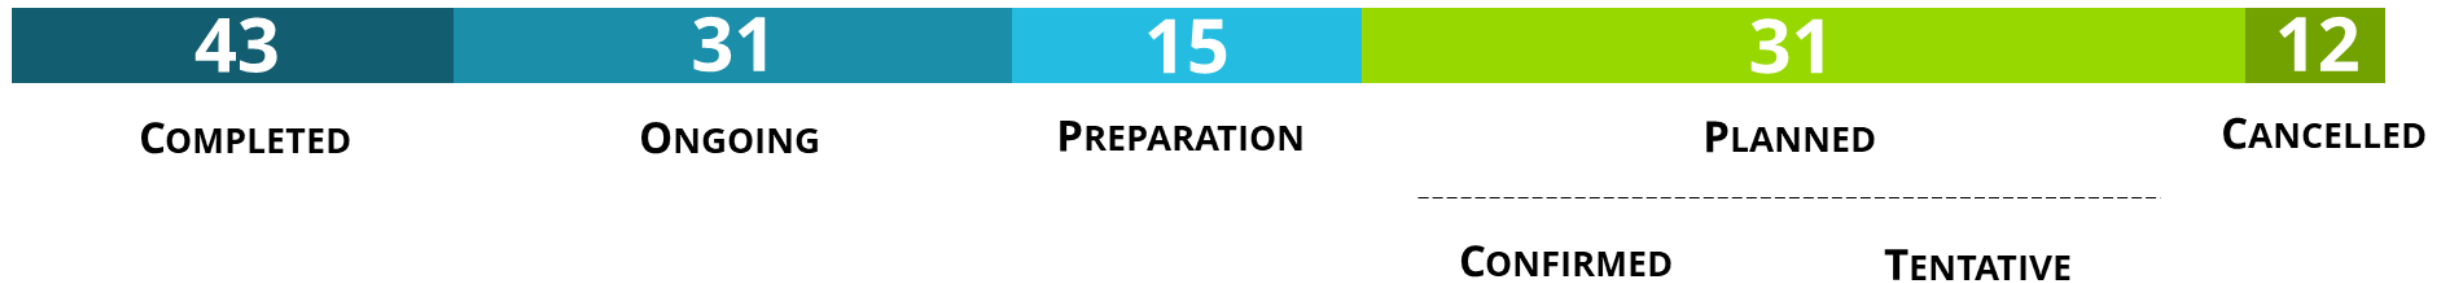 43 31 15 31 12
COMPLETED ONGOING PREPARATION PLANNED CANCELLED
CONFIRMED TENTATIVE